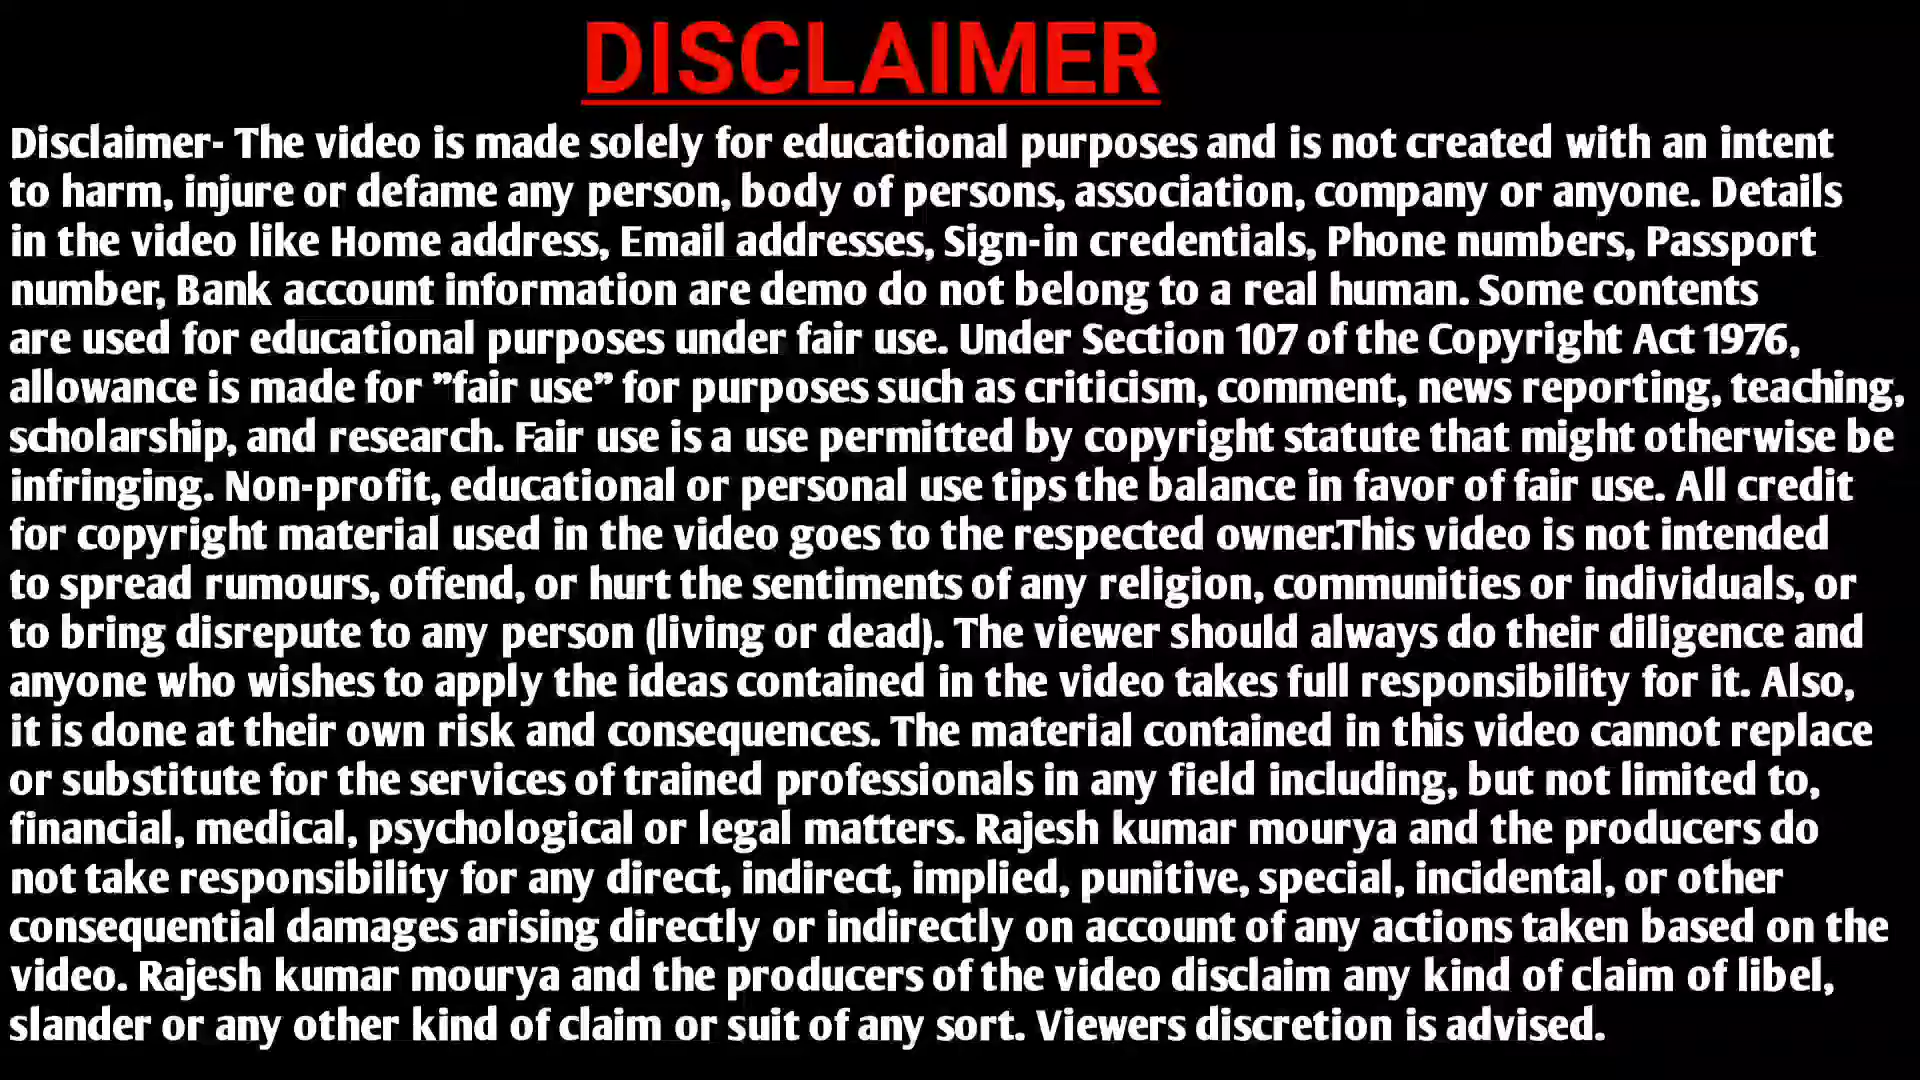 DISCLAIMER
Disclaimer- The video is made solely for educational purposes and is not created with an intent
to harm, injure or defame any person, body of persons, association, company or anyone. Details
in the video like Home address, Email addresses, Sign-in credentials, Phone numbers, Passport
number, Bank account information are demo do not belong to a real human. Some contents
are used for educational purposes under fair use. Under Section 107 of the Copyright Act 1976,
allowance is made for ”fair use” for purposes such as criticism, comment, news reporting, teaching,
scholarship, and research. Fair use is a use permitted by copyright statute that might otherwise be
infringing. Non-profit, educational or personal use tips the balance in favor of fair use. All credit
for copyright material used in the video goes to the respected owner.This video is not intended
to spread rumours, offend, or hurt the sentiments of any religion, communities or individuals, or
to bring disrepute to any person (living or dead). The viewer should always do their diligence and
anyone who wishes to apply the ideas contained in the video takes full responsibility for it. Also,
it is done at their own risk and consequences. The material contained in this video cannot replace
or substitute for the services of trained professionals in any field including, but not limited to,
financial, medical, psychological or legal matters. Rajesh kumar mourya and the producers do
not take responsibility for any direct, indirect, implied, punitive, special, incidental, or other
consequential damages arising directly or indirectly on account of any actions taken based on the
video. Rajesh kumar mourya and the producers of the video disclaim any kind of claim of libel,
slander or any other kind of claim or suit of any sort. Viewers discretion is advised.